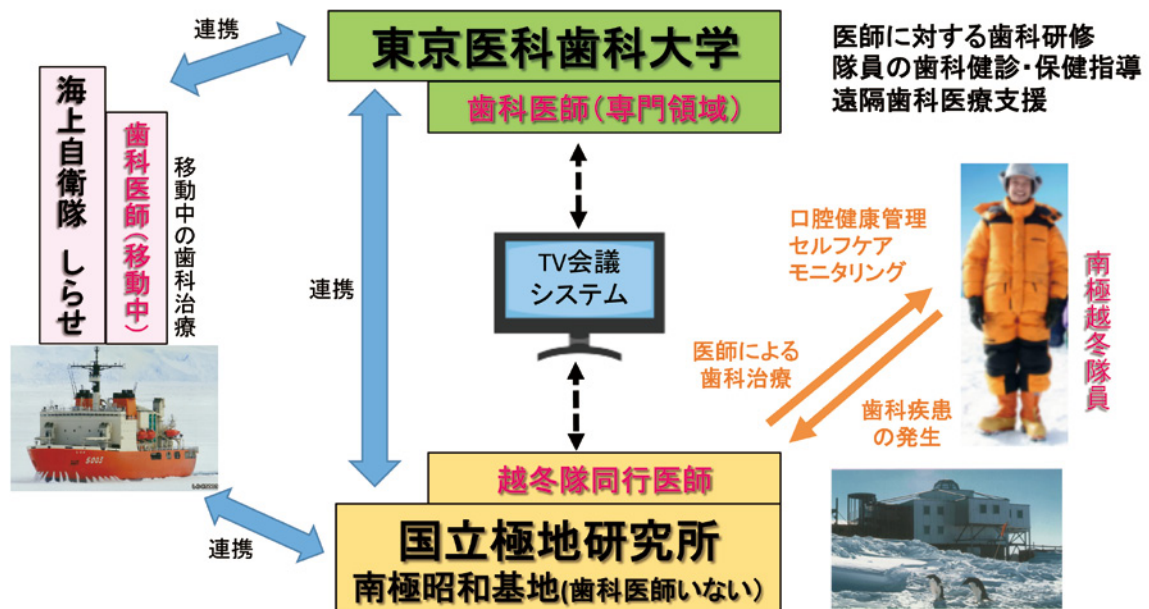 連携
東京医科歯科大学
歯科医師(専門領域)
医師に対する歯科研修
隊員の歯科健診・保健指導
遠隔歯科医療支援
海上自衛隊 しらせ
歯科医師(移動中)
移動中の歯科治療
連携
TV会議
システム
口腔健康管理
セルフケア
モニタリング
南極越冬隊員
医師による
歯科治療
歯科疾患
の発生
5002
連携
越冬隊同行医師
国立極地研究所
南極昭和基地(歯科医師いない)